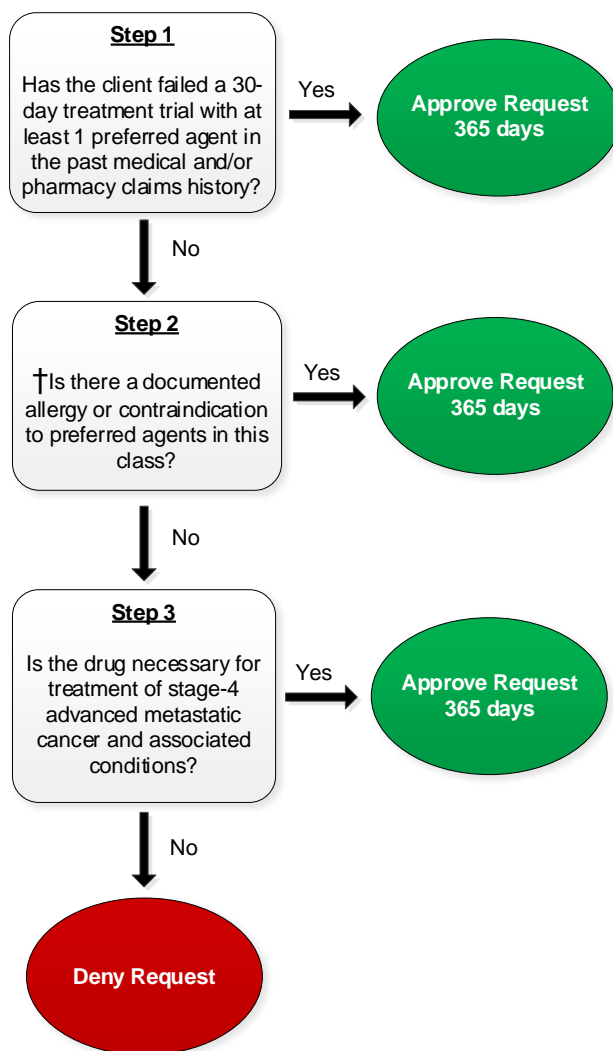 Step 1
Has the client failed a 30-
day treatment trial with at
least 1 preferred agent in
the past medical and/or
pharmacy claims history?
Yes
Approve Request
365 days
No
Step 2
†Is there a documented
allergy or contraindication
to preferred agents in this
class?
Yes
Approve Request
365 days
No
Step 3
Is the drug necessary for
treatment of stage-4
advanced metastatic
cancer and associated
conditions?
Yes
Approve Request
365 days
No
Deny Request